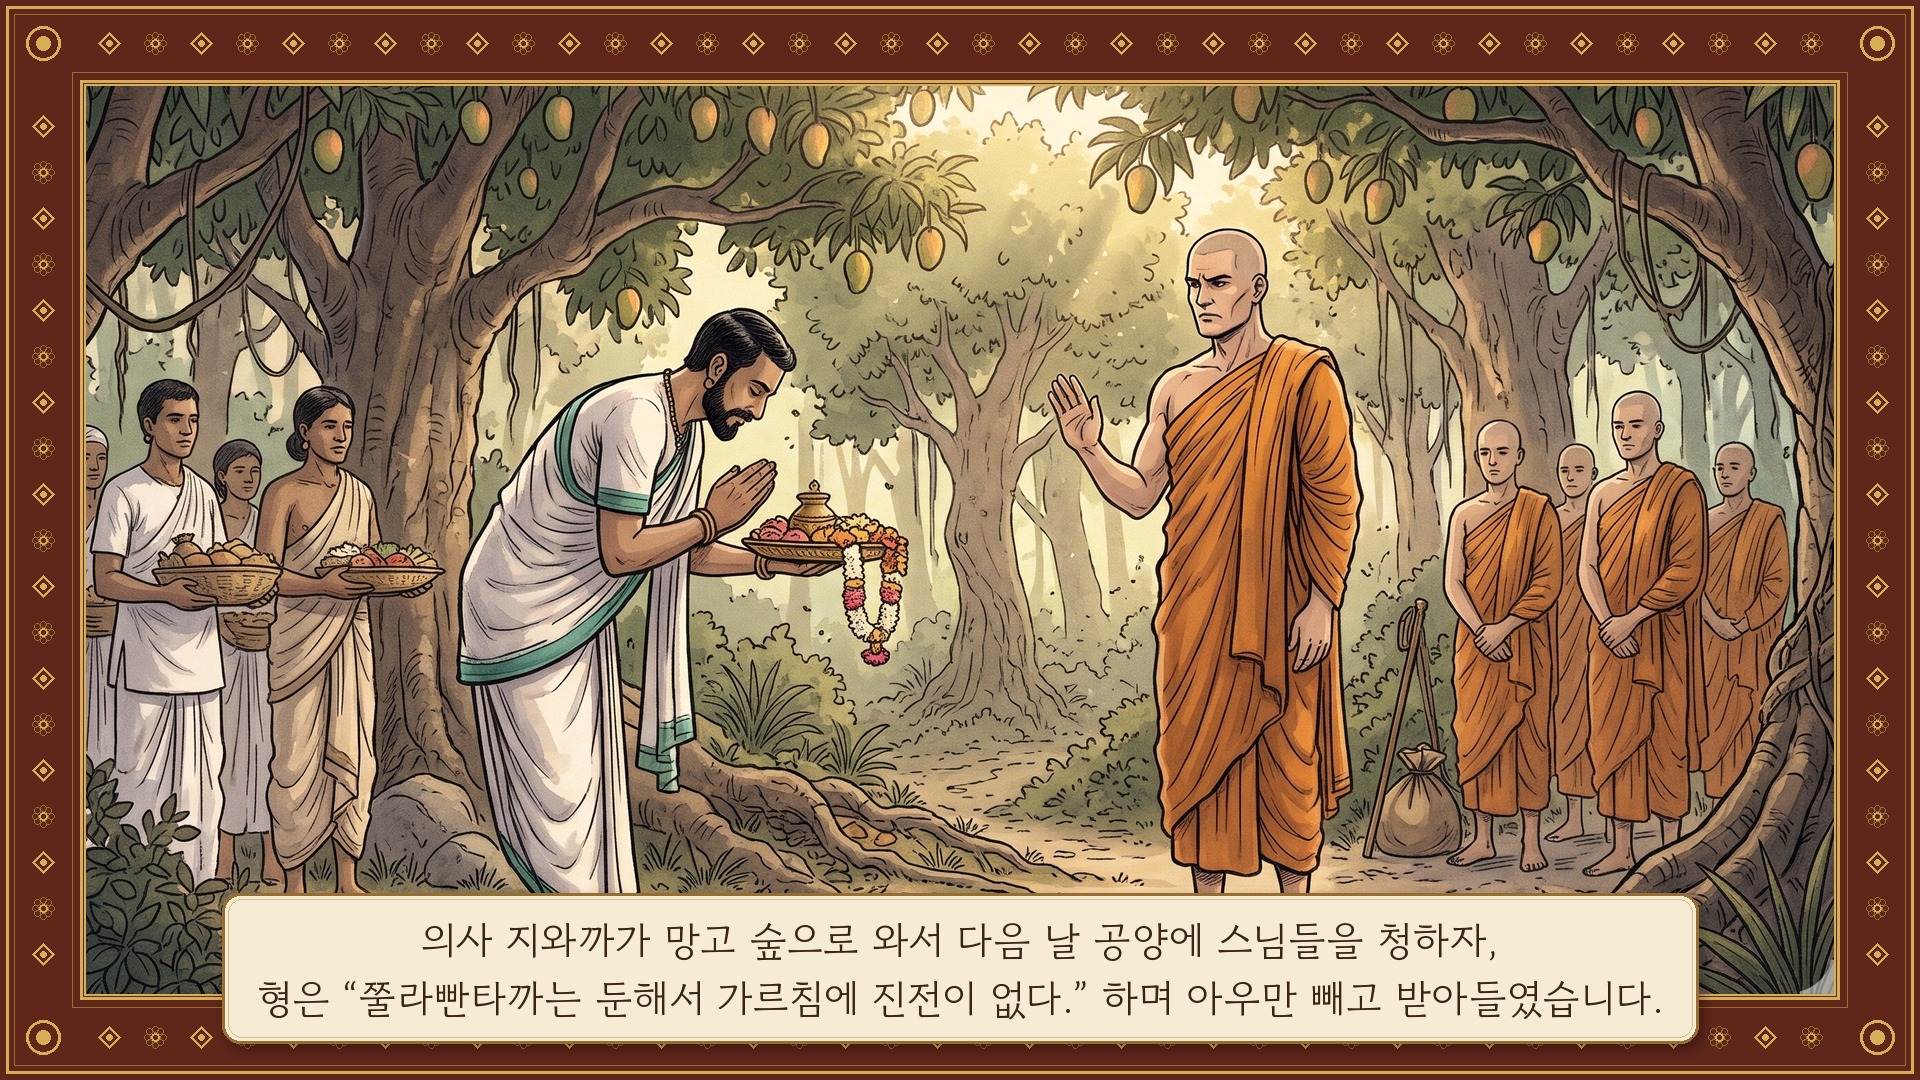 의사 지와까가 망고 숲으로 와서 다음 날 공양에 스님들을 청하자,
형은 “쭐라빤타까는 둔해서 가르침에 진전이 없다.” 하며 아우만 빼고 받아들였습니다.